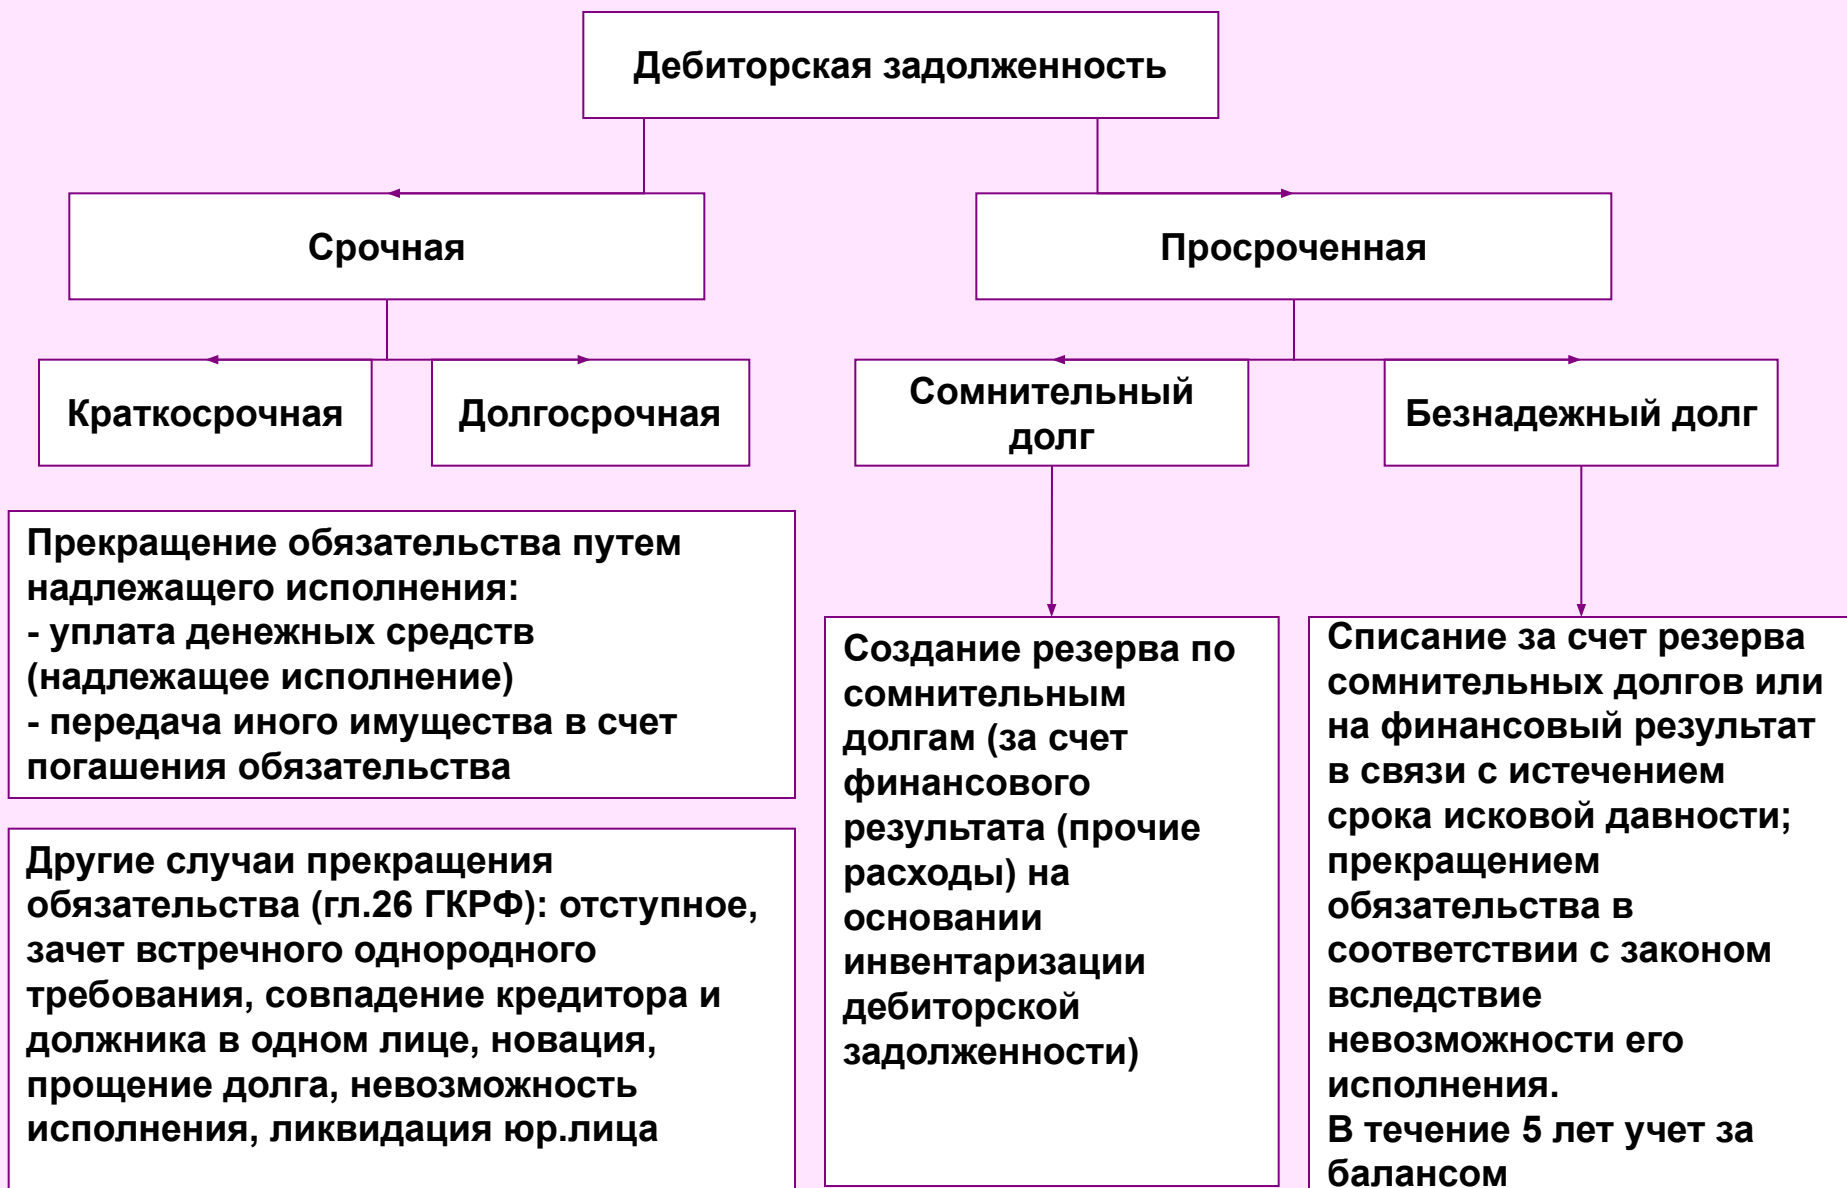 Дебиторская задолженность
Срочная
Просроченная
Краткосрочная
Долгосрочная
Сомнительный
долг
Безнадежный долг
Прекращение обязательства путем
надлежащего исполнения:
- уплата денежных средств
(надлежащее исполнение)
- передача иного имущества в счет
погашения обязательства
Другие случаи прекращения
обязательства (гл.26 ГКРФ): отступное,
зачет встречного однородного
требования, совпадение кредитора и
должника в одном лице, новация,
прощение долга, невозможность
исполнения, ликвидация юр.лица
Создание резерва по
сомнительным
долгам (за счет
финансового
результата (прочие
расходы) на
основании
инвентаризации
дебиторской
задолженности)
Списание за счет резерва
сомнительных долгов или
на финансовый результат
в связи с истечением
срока исковой давности;
прекращением
обязательства в
соответствии с законом
вследствие
невозможности его
исполнения.
В течение 5 лет учет за
балансом